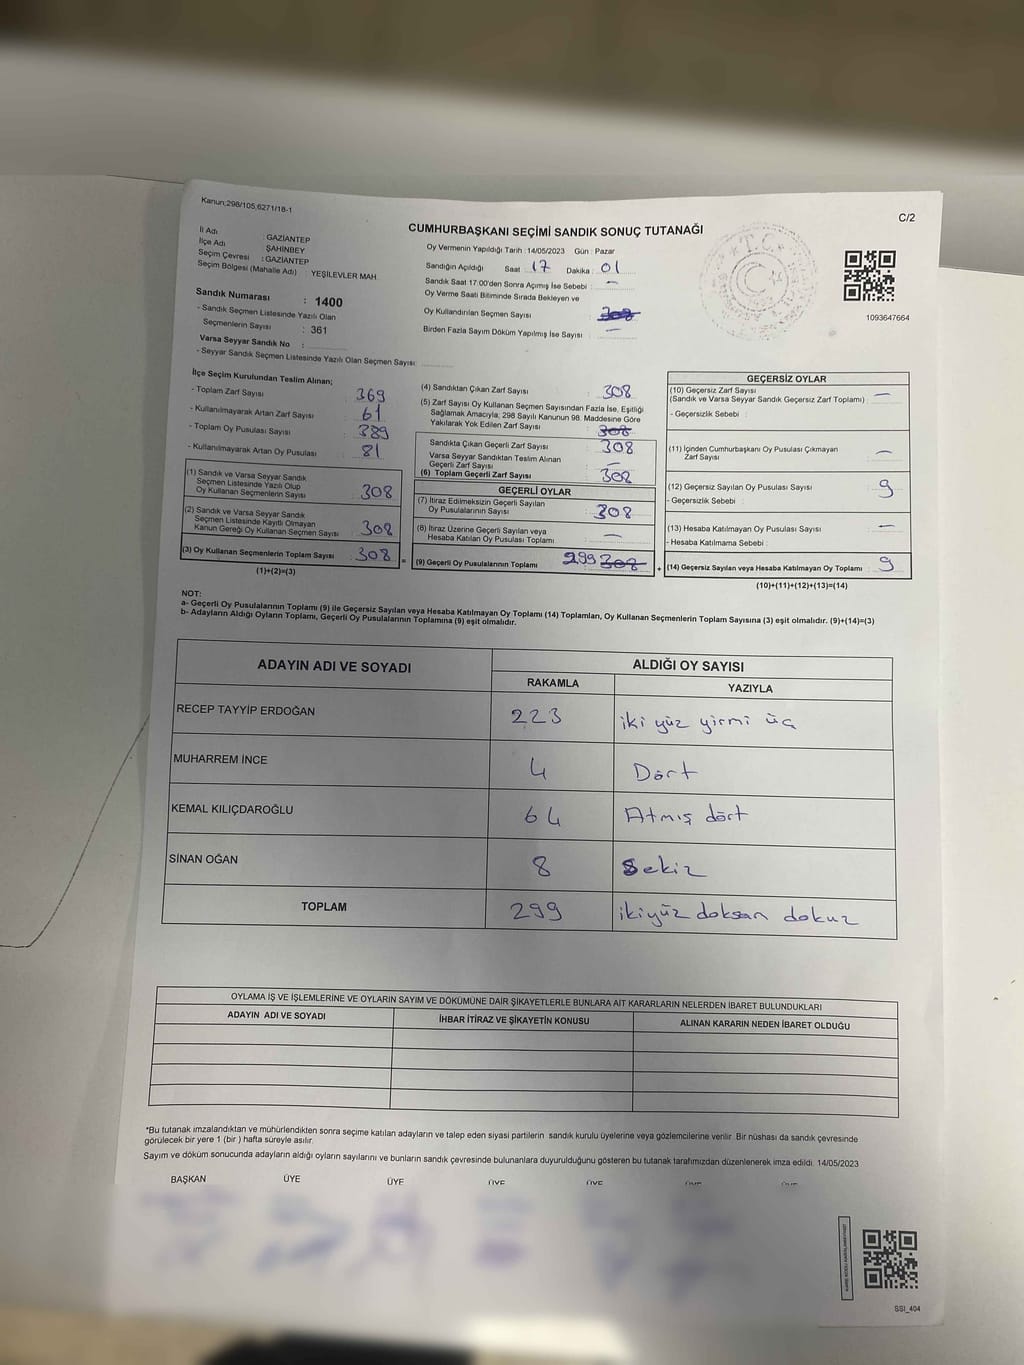 Kanun;298/105,6271/18-1
C/2
CUMHURBAŞKANI SEÇİMİ SANDIK SONUÇ TUTANAĞI
İl Adı : GAZİANTEP
İlçe Adı ŞAHİNBEY
Seçim Çevresi : GAZİANTEP
Seçim Bölgesi (Mahalle Adı) YEŞİLEVLER MAH.
Sandık Numarası : 1400
- Sandık Seçmen Listesinde Yazılı Olan
Seçmenlerin Sayısı : 361
Varsa Seyyar Sandık No :
- Seyyar Sandık Seçmen Listesinde Yazılı Olan Seçmen Sayısı:
Oy Vermenin Yapıldığı Tarih :14/05/2023 Gün : Pazar
Sandığın Açıldığı Saat 17 Dakika 01
Sandık Saat 17:00'den Sonra Açımış İse Sebebi : –
Oy Verme Saati Bitiminde Sırada Bekleyen ve
Oy Kullandırılan Seçmen Sayısı 308
Birden Fazla Sayım Döküm Yapılmış İse Sayısı : –
T.C.
1093647664
İlçe Seçim Kurulundan Teslim Alınan;
- Toplam Zarf Sayısı 369
- Kullanılmayarak Artan Zarf Sayısı 61
- Toplam Oy Pusulası Sayısı 389
- Kullanılmayarak Artan Oy Pusulası 81
(1) Sandık ve Varsa Seyyar Sandık
Seçmen Listesinde Yazılı Olup
Oy Kullanan Seçmenlerin Sayısı 308
(2) Sandık ve Varsa Seyyar Sandık
Seçmen Listesinde Kayıtlı Olmayan
Kanun Gereği Oy Kullanan Seçmen Sayısı 308
(3) Oy Kullanan Seçmenlerin Toplam Sayısı 308 =
(1)+(2)=(3)
(4) Sandıktan Çıkan Zarf Sayısı : 308
(5) Zarf Sayısı Oy Kullanan Seçmen Sayısından Fazla İse, Eşitliği
Sağlamak Amacıyla; 298 Sayılı Kanunun 98. Maddesine Göre
Yakılarak Yok Edilen Zarf Sayısı : 308
Sandıkta Çıkan Geçerli Zarf Sayısı : 308
Varsa Seyyar Sandıktan Teslim Alınan
Geçerli Zarf Sayısı : –
(6) Toplam Geçerli Zarf Sayısı : 308
GEÇERLİ OYLAR
(7) İtiraz Edilmeksizin Geçerli Sayılan
Oy Pusulalarının Sayısı : 308
(8) İtiraz Üzerine Geçerli Sayılan veya
Hesaba Katılan Oy Pusulası Toplamı : –
(9) Geçerli Oy Pusulalarının Toplamı 299 308 +
GEÇERSİZ OYLAR
(10) Geçersiz Zarf Sayısı
(Sandık ve Varsa Seyyar Sandık Geçersiz Zarf Toplamı) : –
- Geçersizlik Sebebi :
(11) İçinden Cumhurbaşkanı Oy Pusulası Çıkmayan
Zarf Sayısı : –
(12) Geçersiz Sayılan Oy Pusulası Sayısı : 9
- Geçersizlik Sebebi :
(13) Hesaba Katılmayan Oy Pusulası Sayısı : –
- Hesaba Katılmama Sebebi :
(14) Geçersiz Sayılan veya Hesaba Katılmayan Oy Toplamı : 9
(10)+(11)+(12)+(13)=(14)
NOT:
a- Geçerli Oy Pusulalarının Toplamı (9) ile Geçersiz Sayılan veya Hesaba Katılmayan Oy Toplamı (14) Toplamları, Oy Kullanan Seçmenlerin Toplam Sayısına (3) eşit olmalıdır. (9)+(14)=(3)
b- Adayların Aldığı Oyların Toplamı, Geçerli Oy Pusulalarının Toplamına (9) eşit olmalıdır.
ADAYIN ADI VE SOYADI ALDIĞI OY SAYISI
RAKAMLA YAZIYLA
RECEP TAYYİP ERDOĞAN 223 iki yüz yirmi üç
MUHARREM İNCE 4 Dört
KEMAL KILIÇDAROĞLU 64 Atmış dört
SİNAN OĞAN 8 Sekiz
TOPLAM 299 ikiyüz doksan dokuz
OYLAMA İŞ VE İŞLEMLERİNE VE OYLARIN SAYIM VE DÖKÜMÜNE DAİR ŞİKAYETLERLE BUNLARA AİT KARARLARIN NELERDEN İBARET BULUNDUKLARI
ADAYIN ADI VE SOYADI İHBAR İTİRAZ VE ŞİKAYETİN KONUSU ALINAN KARARIN NEDEN İBARET OLDUĞU
*Bu tutanak imzalandıktan ve mühürlendikten sonra seçime katılan adayların ve talep eden siyasi partilerin sandık kurulu üyelerine veya gözlemcilerine verilir. Bir nüshası da sandık çevresinde
görülecek bir yere 1 (bir ) hafta süreyle asılır.
Sayım ve döküm sonucunda adayların aldığı oyların sayılarını ve bunların sandık çevresinde bulunanlara duyurulduğunu gösteren bu tutanak tarafımızdan düzenlenerek imza edildi. 14/05/2023
BAŞKAN ÜYE ÜYE ÜYE ÜYE ÜYE ÜYE
SSI_404